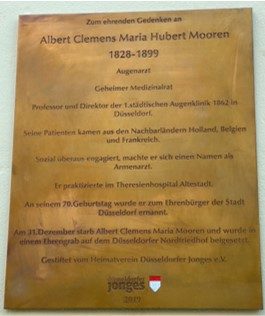 Zum ehrenden Gedenken an
Albert Clemens Maria Hubert Mooren
1828-1899
Augenarzt
Geheimer Medizinalrat
Professor und Direktor der 1.städtischen Augenklinik 1862 in
Düsseldorf.
Seine Patienten kamen aus den Nachbarländern Holland, Belgien
und Frankreich.
Sozial überaus engagiert, machte er sich einen Namen als
Armenarzt.
Er praktizierte im Theresienhospital Altestadt.
An seinem 70.Geburtstag wurde er zum Ehrenbürger der Stadt
Düsseldorf ernannt.
Am 31.Dezember starb Albert Clemens Maria Mooren und wurde in
einem Ehrengrab auf dem Düsseldorfer Nordfriedhof beigesetzt.
Gestiftet vom Heimatverein Düsseldorfer Jonges e.V.
düsseldorfer
jonges
2019